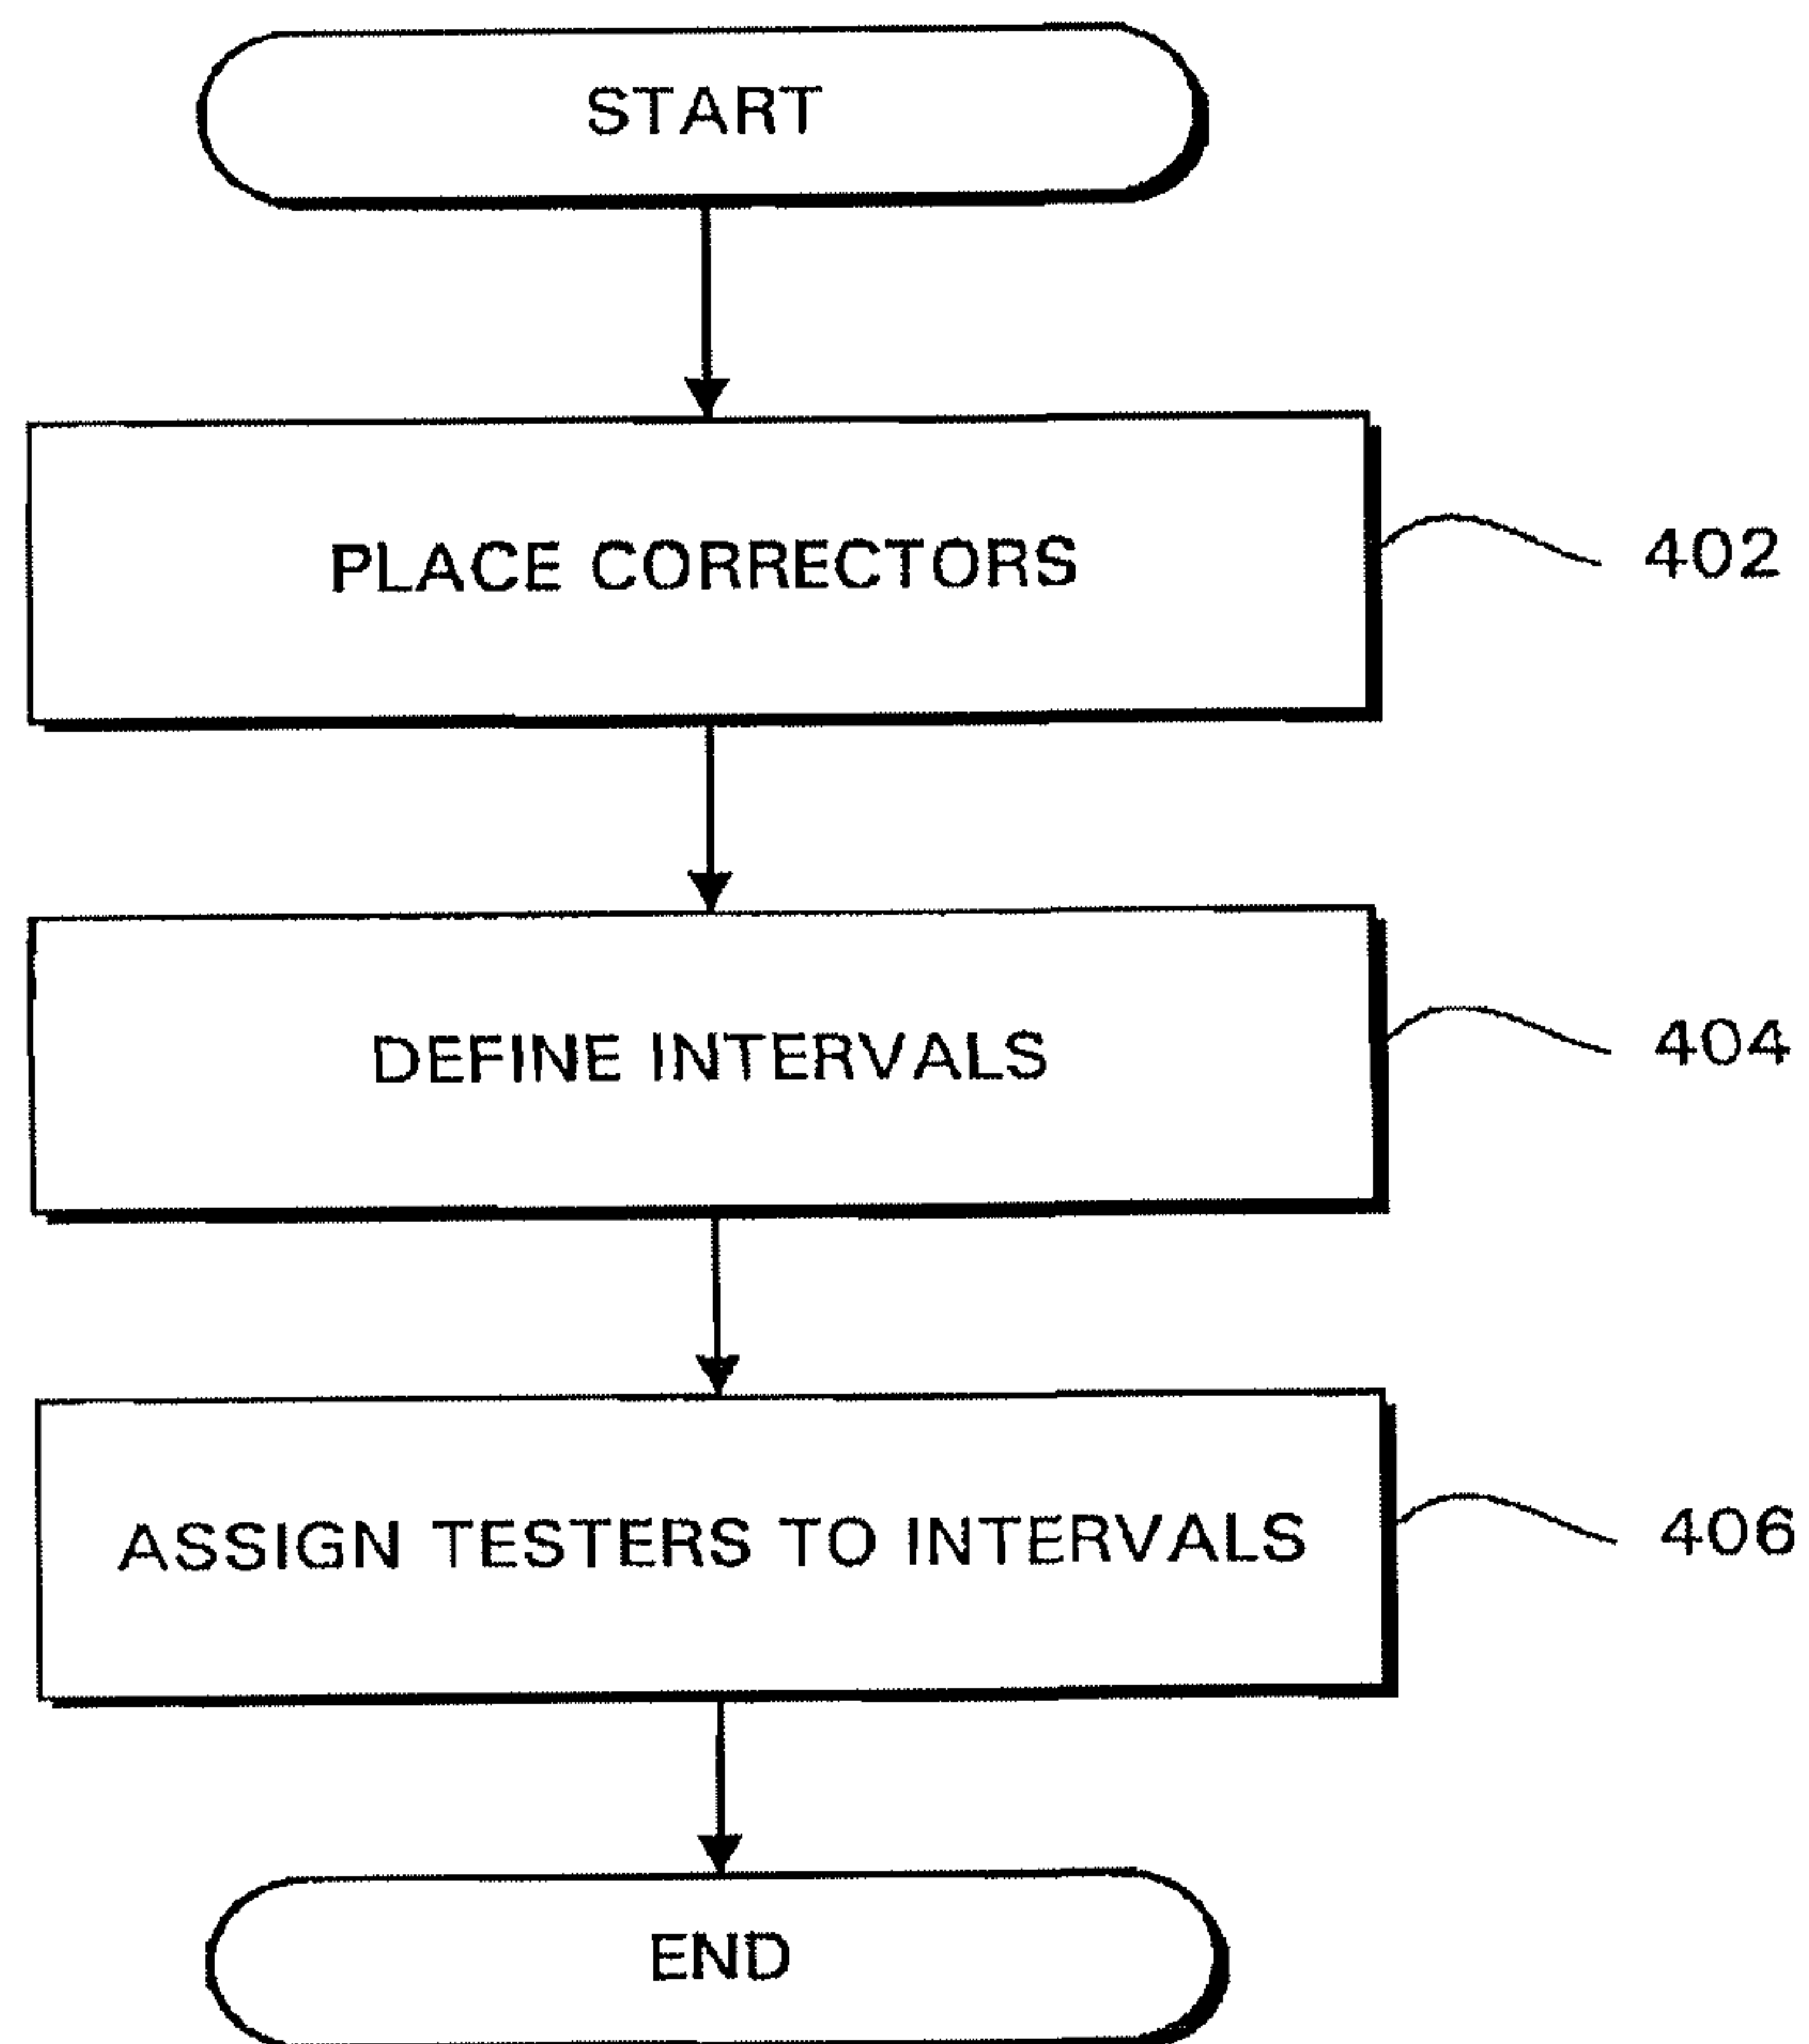 START
PLACE CORRECTORS
402
DEFINE INTERVALS
404
ASSIGN TESTERS TO INTERVALS
406
END